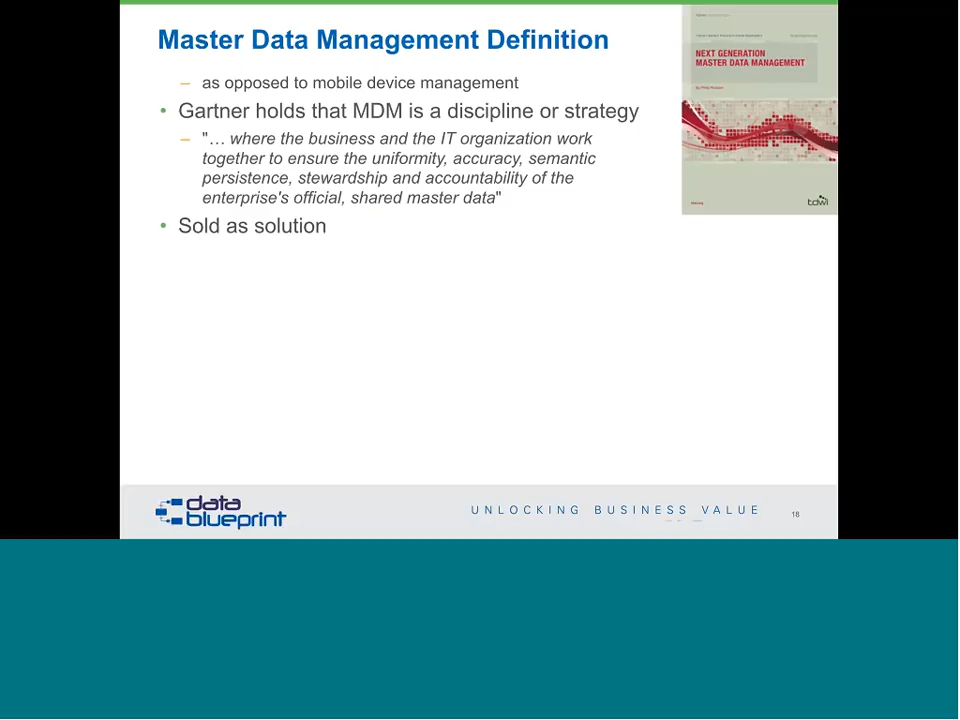 Master Data Management Definition
– as opposed to mobile device management
• Gartner holds that MDM is a discipline or strategy
– "… where the business and the IT organization work
together to ensure the uniformity, accuracy, semantic
persistence, stewardship and accountability of the
enterprise's official, shared master data"
• Sold as solution
NEXT GENERATION
MASTER DATA MANAGEMENT
By Philip Russom
tdwi
data
blueprint
UNLOCKING BUSINESS VALUE
18